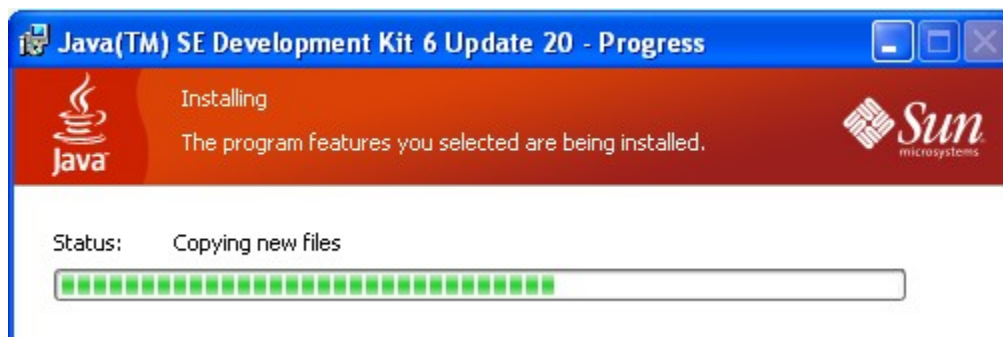 Java(TM) SE Development Kit 6 Update 20 - Progress
Installing
The program features you selected are being installed.
Java
Sun
microsystems
Status: Copying new files